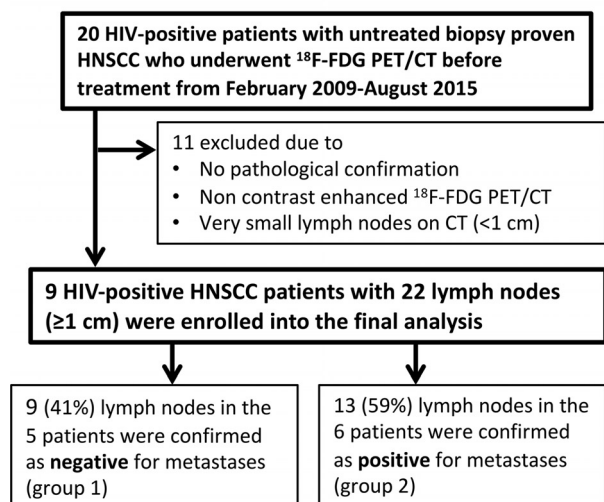 20 HIV-positive patients with untreated biopsy proven
HNSCC who underwent ¹⁸F-FDG PET/CT before
treatment from February 2009-August 2015
11 excluded due to
• No pathological confirmation
• Non contrast enhanced ¹⁸F-FDG PET/CT
• Very small lymph nodes on CT (<1 cm)
9 HIV-positive HNSCC patients with 22 lymph nodes
(≥1 cm) were enrolled into the final analysis
9 (41%) lymph nodes in the
5 patients were confirmed
as negative for metastases
(group 1)
13 (59%) lymph nodes in the
6 patients were confirmed
as positive for metastases
(group 2)